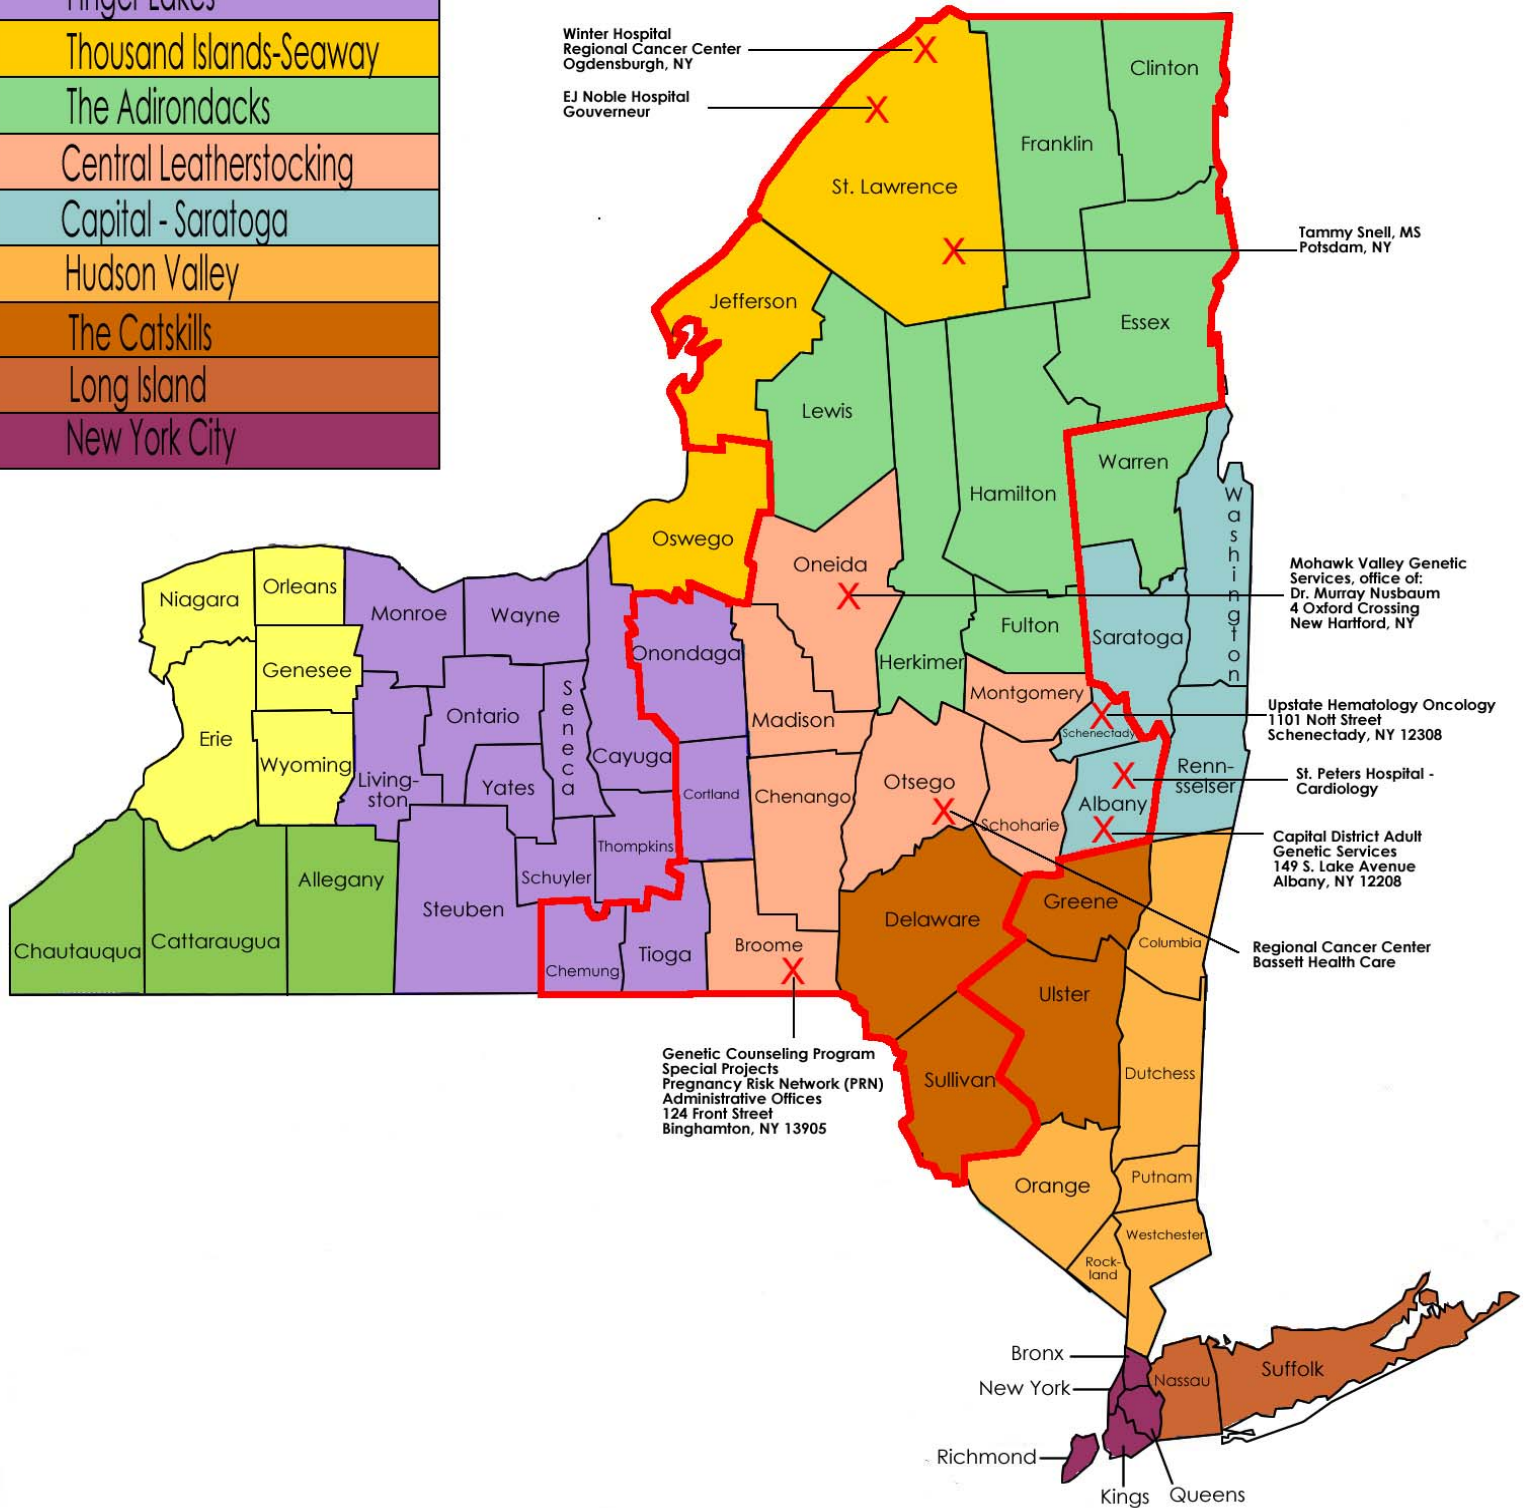 Finger Lakes
Thousand Islands-Seaway
The Adirondacks
Central Leatherstocking
Capital - Saratoga
Hudson Valley
The Catskills
Long Island
New York City
Winter Hospital
Regional Cancer Center
Ogdensburgh, NY
EJ Noble Hospital
Gouverneur
Tammy Snell, MS
Potsdam, NY
Mohawk Valley Genetic
Services, office of:
Dr. Murray Nusbaum
4 Oxford Crossing
New Hartford, NY
Upstate Hematology Oncology
1101 Nott Street
Schenectady, NY 12308
St. Peters Hospital -
Cardiology
Capital District Adult
Genetic Services
149 S. Lake Avenue
Albany, NY 12208
Regional Cancer Center
Bassett Health Care
Genetic Counseling Program
Special Projects
Pregnancy Risk Network (PRN)
Administrative Offices
124 Front Street
Binghamton, NY 13905
Clinton
Franklin
St. Lawrence
Jefferson
Essex
Lewis
Warren
Hamilton
Washington
Oswego
Oneida
Fulton
Saratoga
Herkimer
Montgomery
Niagara
Orleans
Monroe
Wayne
Genesee
Onondaga
Madison
Schenectady
Erie
Wyoming
Living-
ston
Ontario
Seneca
Yates
Cayuga
Cortland
Chenango
Otsego
Schoharie
Albany
Renn-
sselser
Thompkins
Schuyler
Allegany
Steuben
Chautauqua
Cattaraugua
Chemung
Tioga
Broome
Delaware
Greene
Columbia
Ulster
Sullivan
Dutchess
Orange
Putnam
Westchester
Rock-
land
Bronx
New York
Nassau
Suffolk
Richmond
Kings
Queens
X
X
X
X
X
X
X
X
X